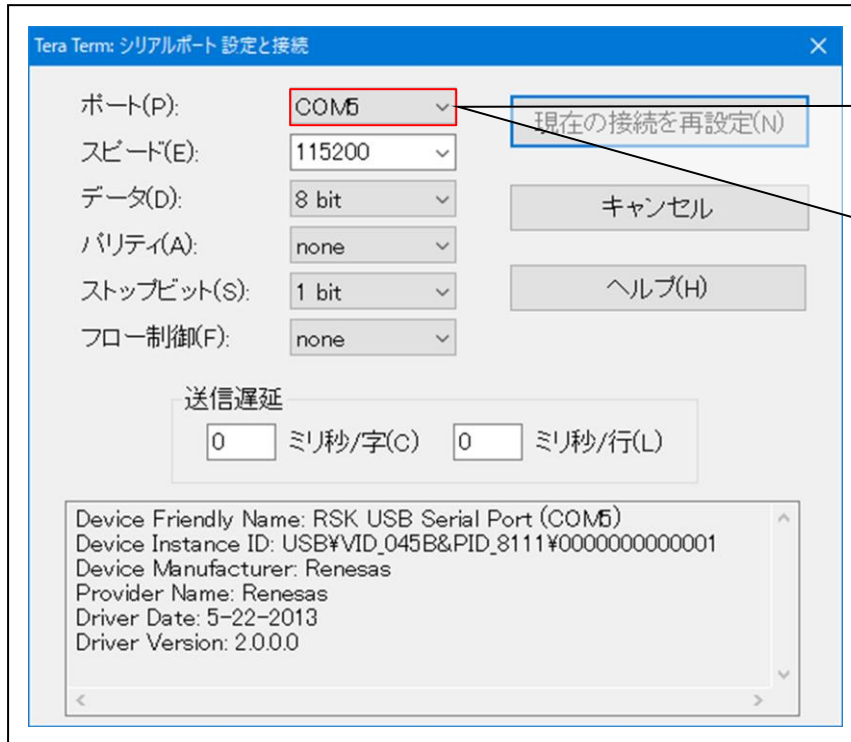 Tera Term: シリアルポート 設定と接続
ポート(P): COM5
現在の接続を再設定(N)
スピード(E): 115200
データ(D): 8 bit
キャンセル
パリティ(A): none
ストップビット(S): 1 bit
ヘルプ(H)
フロー制御(F): none
送信遅延
0 ミリ秒/字(C) 0 ミリ秒/行(L)
Device Friendly Name: RSK USB Serial Port (COM5)
Device Instance ID: USB¥VID_045B&PID_8111¥0000000000001
Device Manufacturer: Renesas
Provider Name: Renesas
Driver Date: 5-22-2013
Driver Version: 2.0.0.0